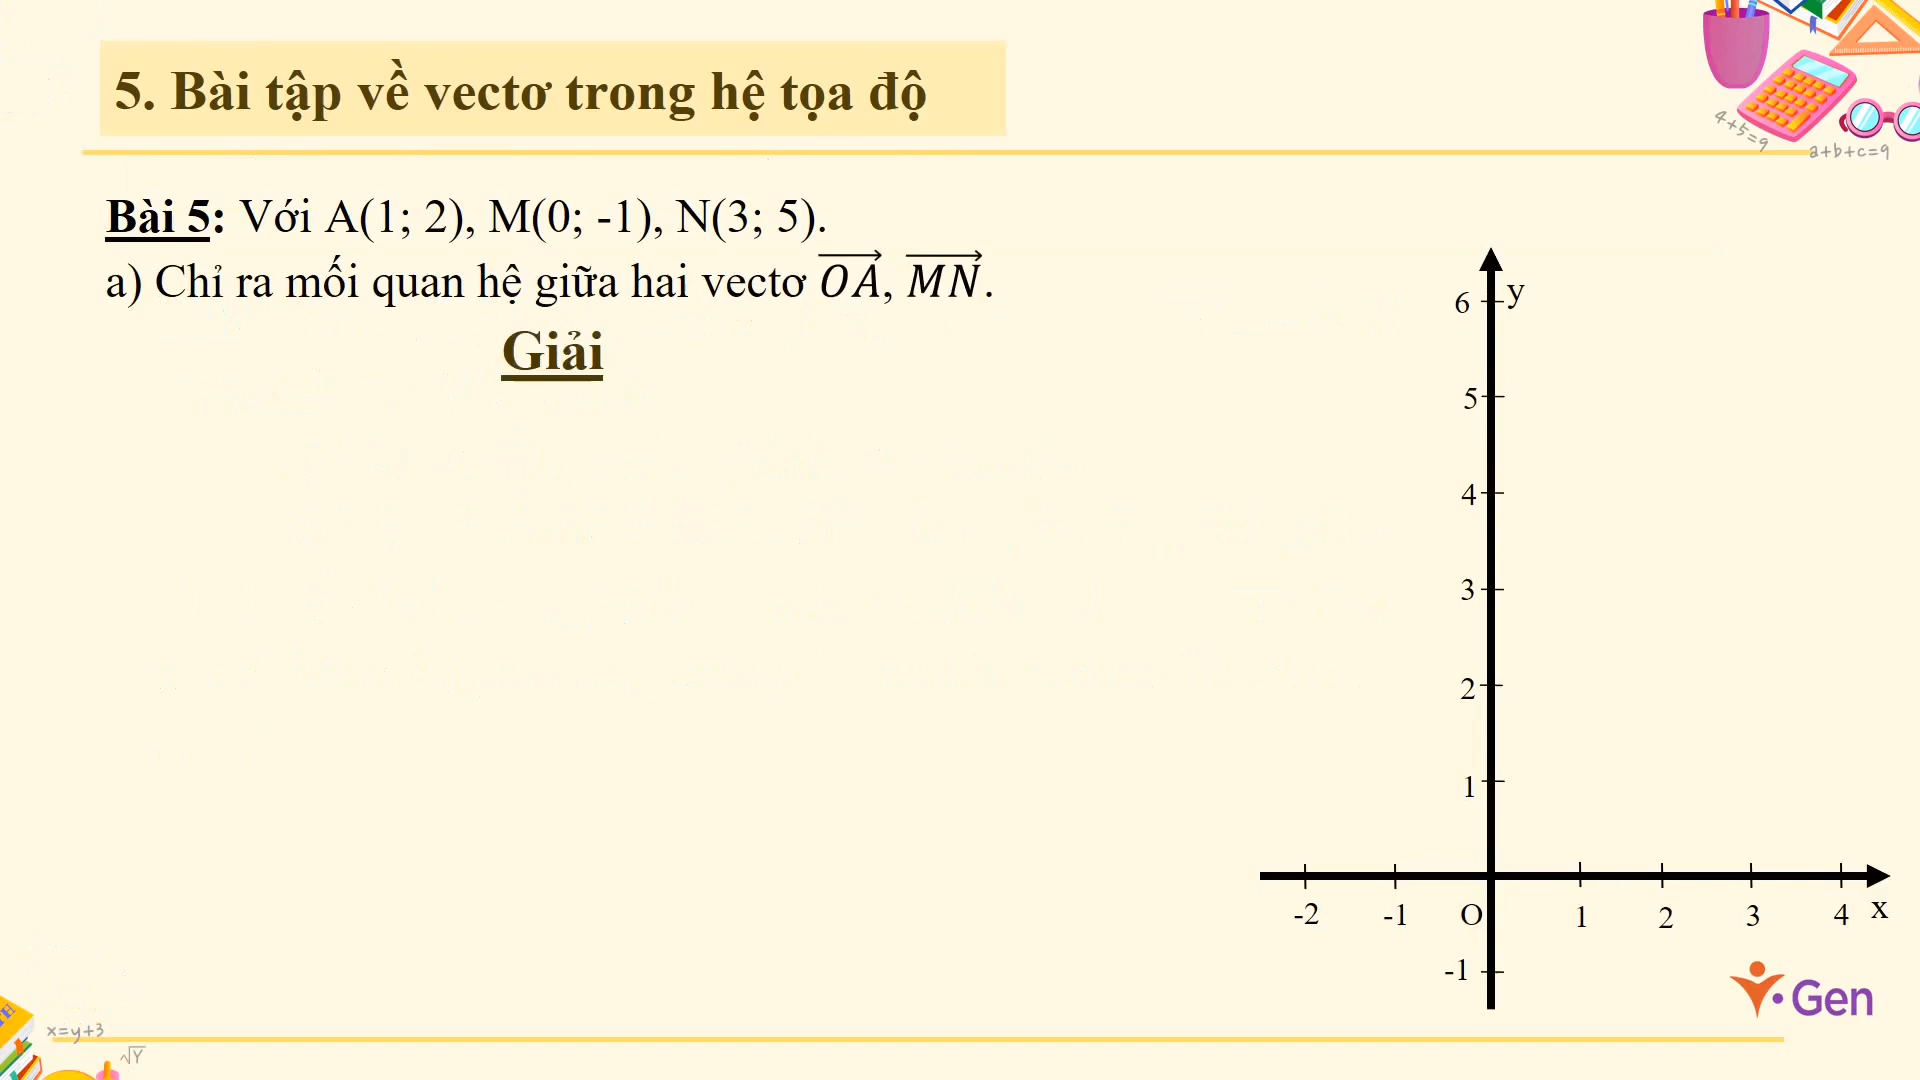 5. Bài tập về vectơ trong hệ tọa độ
4+5=9
a+b+c=9
Bài 5: Với A(1; 2), M(0; -1), N(3; 5).
a) Chỉ ra mối quan hệ giữa hai vectơ OA, MN.
Giải
y
6
5
4
3
2
1
-2 -1 O 1 2 3 4 x
-1
Gen
x=y+3
√Y